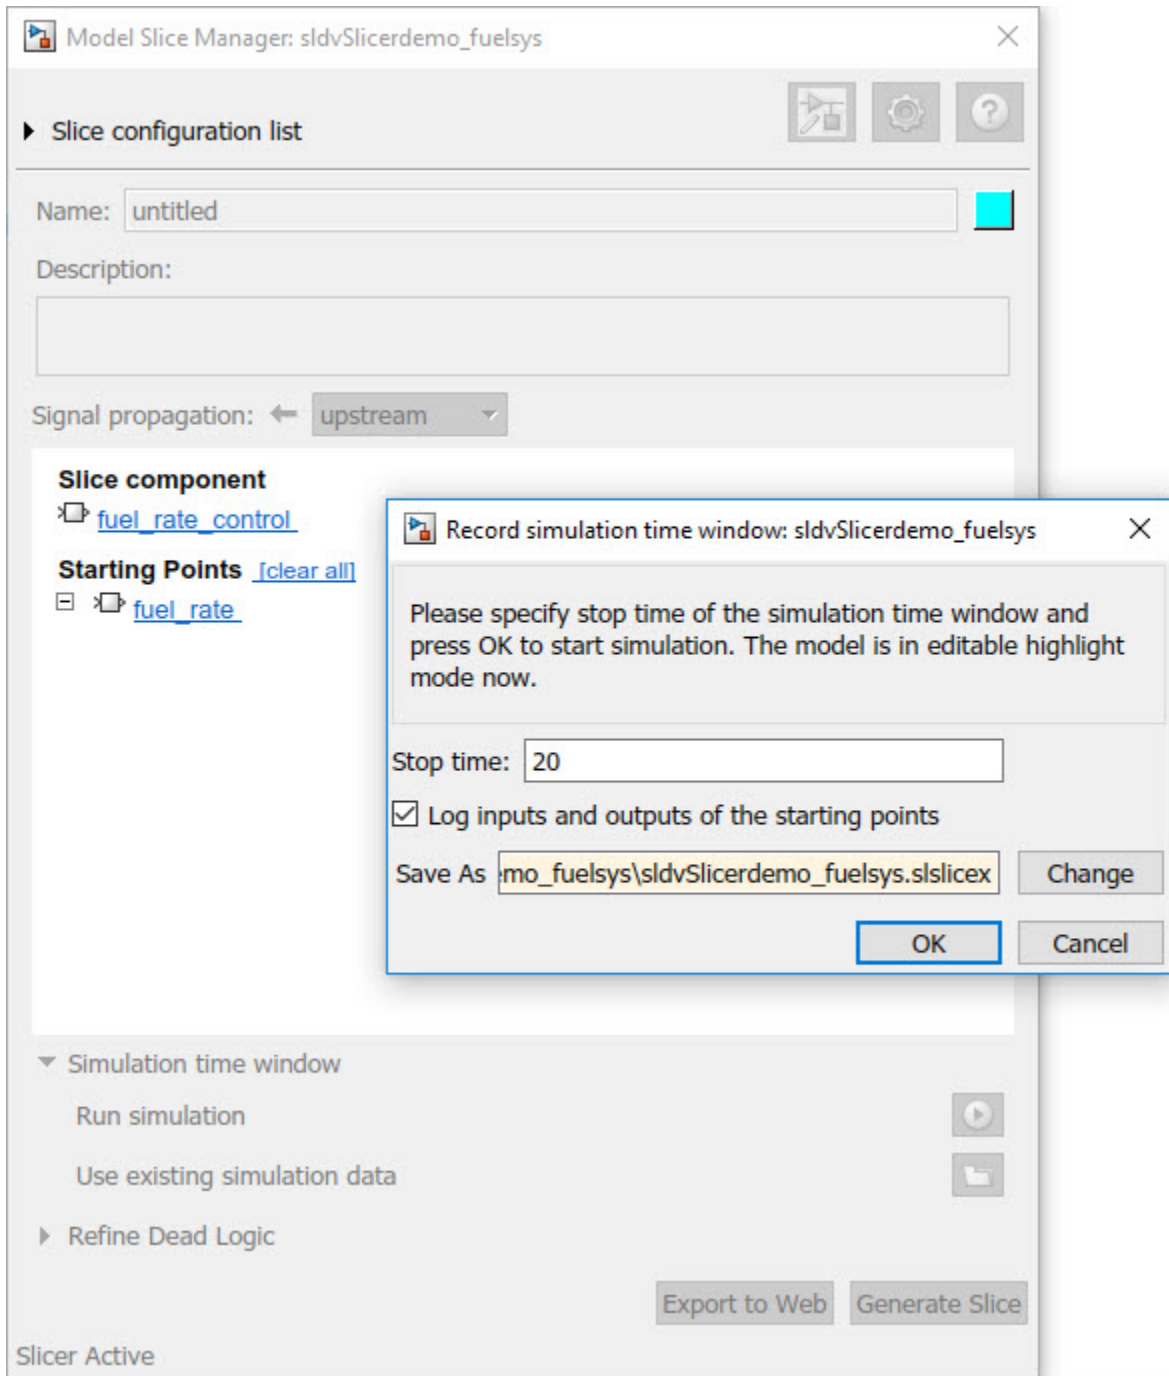 Model Slice Manager: sldvSlicerdemo_fuelsys
Slice configuration list
Name: untitled
Description:
Signal propagation: upstream
Slice component
fuel_rate_control
Starting Points [clear all]
fuel_rate
Record simulation time window: sldvSlicerdemo_fuelsys
Please specify stop time of the simulation time window and
press OK to start simulation. The model is in editable highlight
mode now.
Stop time: 20
Log inputs and outputs of the starting points
Save As emo_fuelsys\sldvSlicerdemo_fuelsys.slslicex Change
OK Cancel
Simulation time window
Run simulation
Use existing simulation data
Refine Dead Logic
Export to Web Generate Slice
Slicer Active